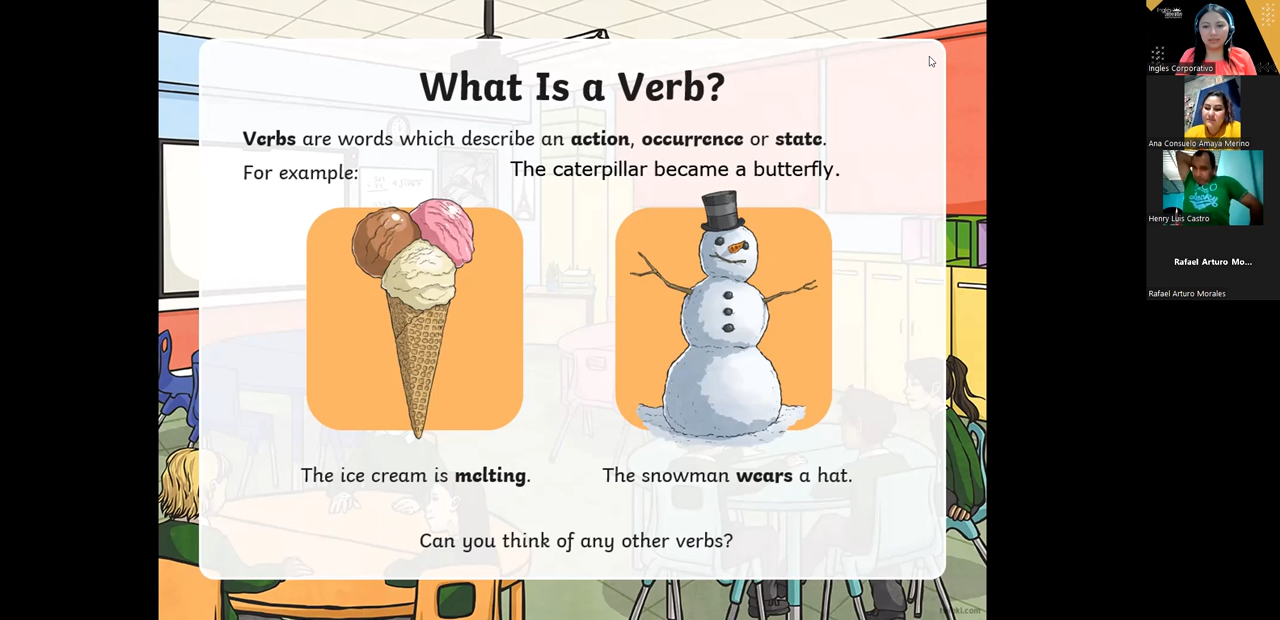 What Is a Verb?
Verbs are words which describe an action, occurrence or state.
For example:
The caterpillar became a butterfly.
The ice cream is melting.
The snowman wears a hat.
Can you think of any other verbs?
Ingles Corporativo
Ana Consuelo Amaya Merino
Henry Luis Castro
Rafael Arturo Mo...
Rafael Arturo Morales